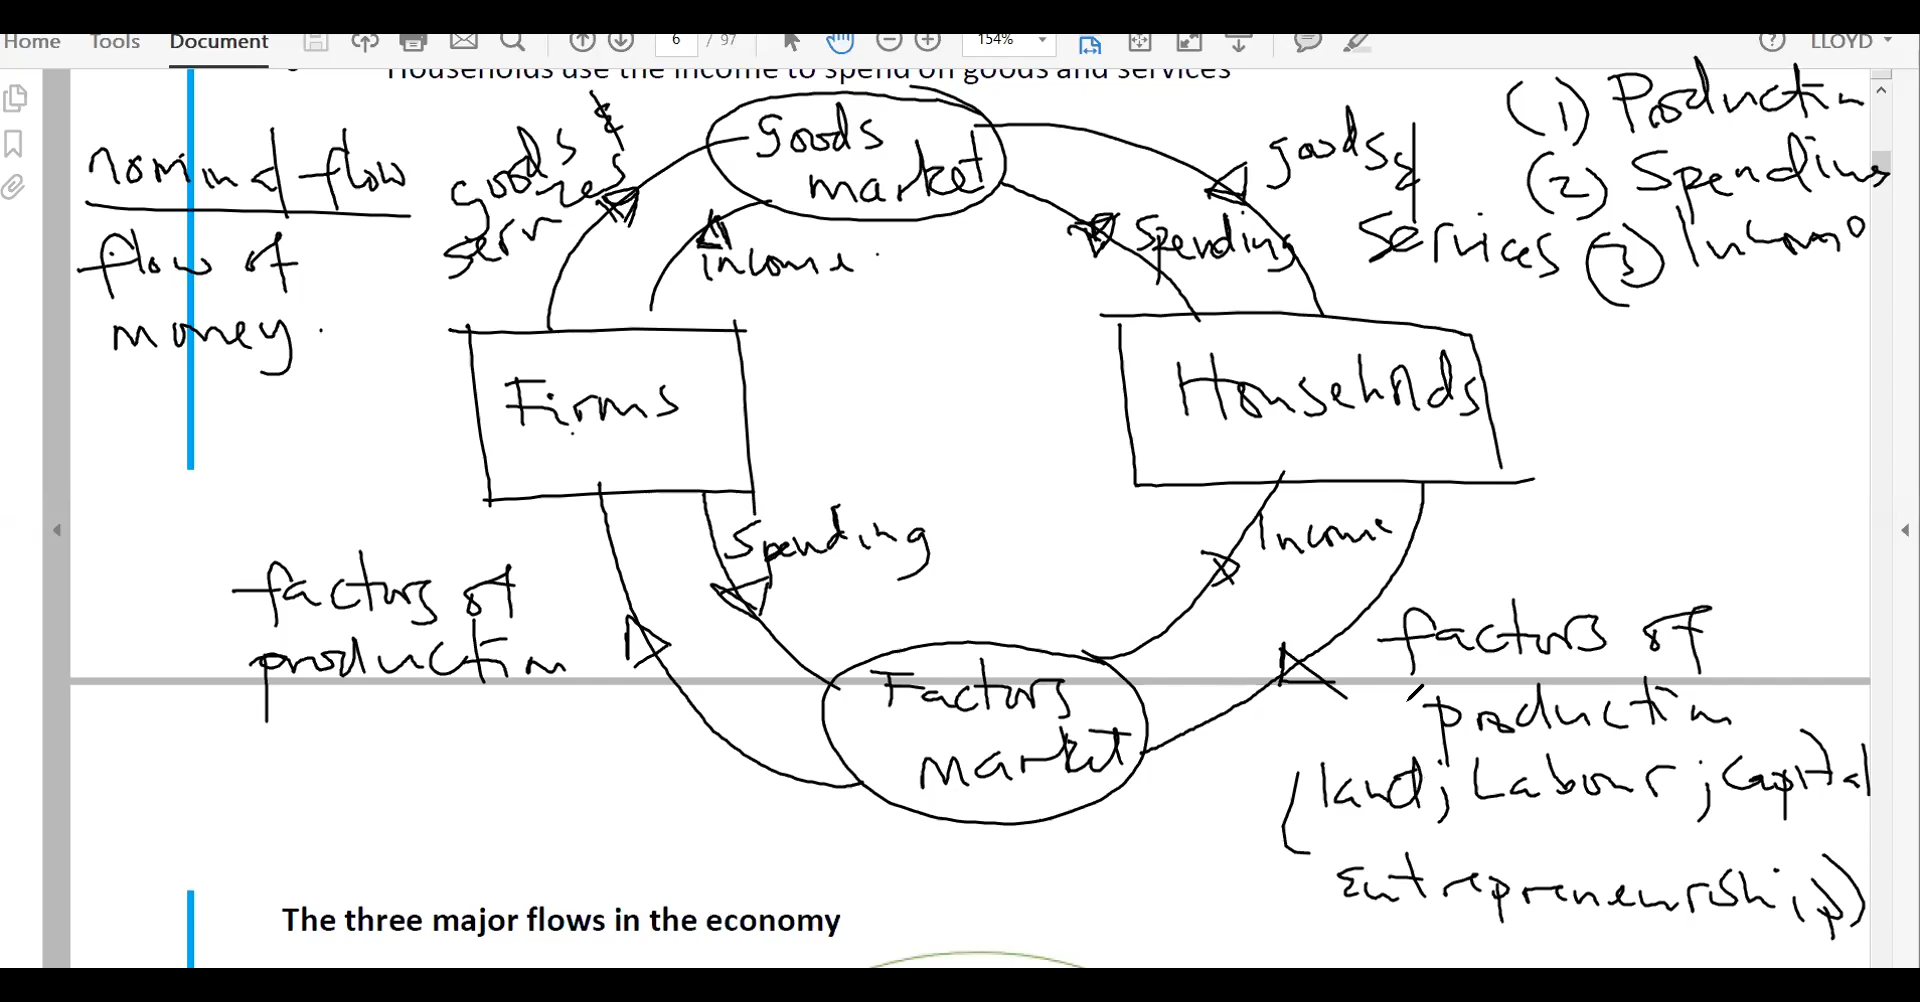 Home Tools Document 6 / 97 154% LLOYD
Households use the income to spend on goods and services
(1) Production
(2) Spending
(3) Income
nominal flow
flow of
money.
goods &
services
goods
market
goods &
services
income
Spending
Firms
Households
Spending
Income
factors of
production
Factors
market
factors of
production
(land; Labour; Capital
Entrepreneurship)
The three major flows in the economy